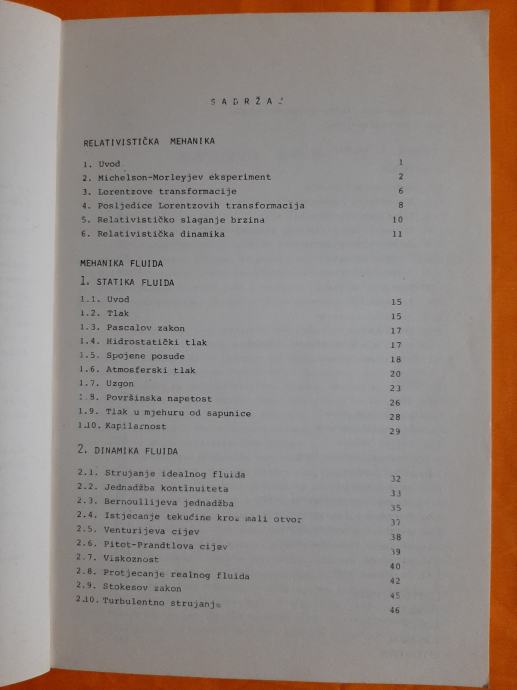 SADRŽAJ
RELATIVISTIČKA MEHANIKA
1. Uvod 1
2. Michelson-Morleyjev eksperiment 2
3. Lorentzove transformacije 6
4. Posljedice Lorentzovih transformacija 8
5. Relativističko slaganje brzina 10
6. Relativistička dinamika 11
MEHANIKA FLUIDA
1. STATIKA FLUIDA
1.1. Uvod 15
1.2. Tlak 15
1.3. Pascalov zakon 17
1.4. Hidrostatički tlak 17
1.5. Spojene posude 18
1.6. Atmosferski tlak 20
1.7. Uzgon 23
1.8. Površinska napetost 26
1.9. Tlak u mjehuru od sapunice 28
1.10. Kapilarnost 29
2. DINAMIKA FLUIDA
2.1. Strujanje idealnog fluida 32
2.2. Jednadžba kontinuiteta 33
2.3. Bernoullijeva jednadžba 35
2.4. Istjecanje tekućine kroz mali otvor 37
2.5. Venturijeva cijev 38
2.6. Pitot-Prandtlova cijev 39
2.7. Viskoznost 40
2.8. Protjecanje realnog fluida 42
2.9. Stokesov zakon 45
2.10. Turbulentno strujanje 46